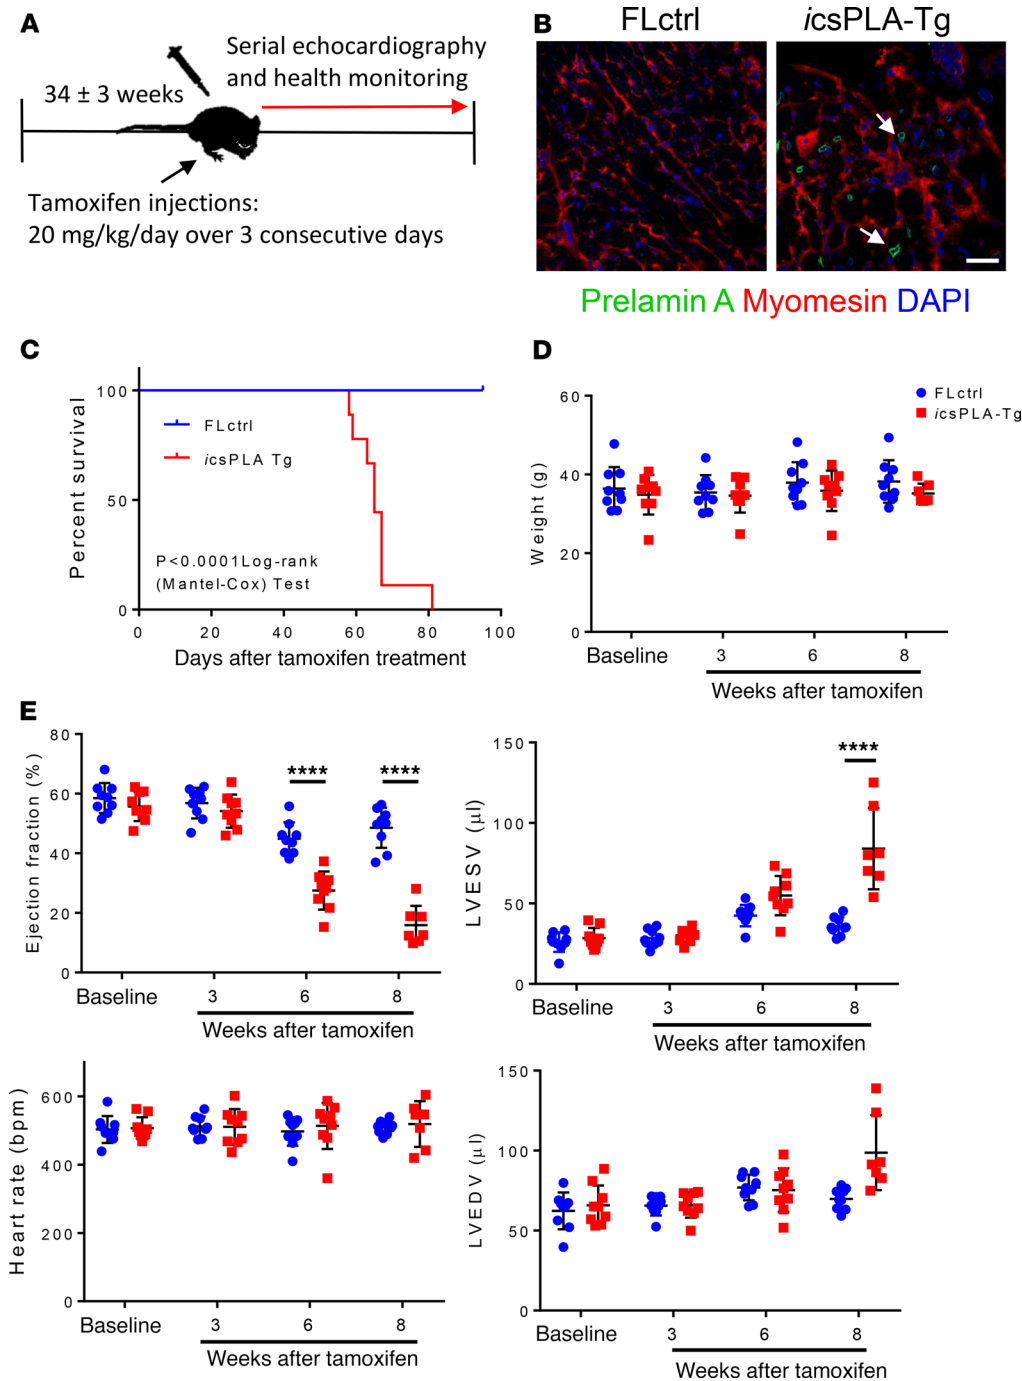 A
Serial echocardiography
and health monitoring
34 ± 3 weeks
Tamoxifen injections:
20 mg/kg/day over 3 consecutive days
B
FLctrl
icsPLA-Tg
Prelamin A Myomesin DAPI
C
Percent survival
100
50
0
FLctrl
icsPLA Tg
P<0.0001Log-rank
(Mantel-Cox) Test
0 20 40 60 80 100
Days after tamoxifen treatment
D
Weight (g)
60
40
20
0
FLctrl
icsPLA-Tg
Baseline 3 6 8
Weeks after tamoxifen
E
Ejection fraction (%)
80
60
40
20
0
**** ****
Baseline 3 6 8
Weeks after tamoxifen
LVESV (µl)
150
100
50
0
****
Baseline 3 6 8
Weeks after tamoxifen
Heart rate (bpm)
600
400
200
0
Baseline 3 6 8
Weeks after tamoxifen
LVEDV (µl)
150
100
50
0
Baseline 3 6 8
Weeks after tamoxifen